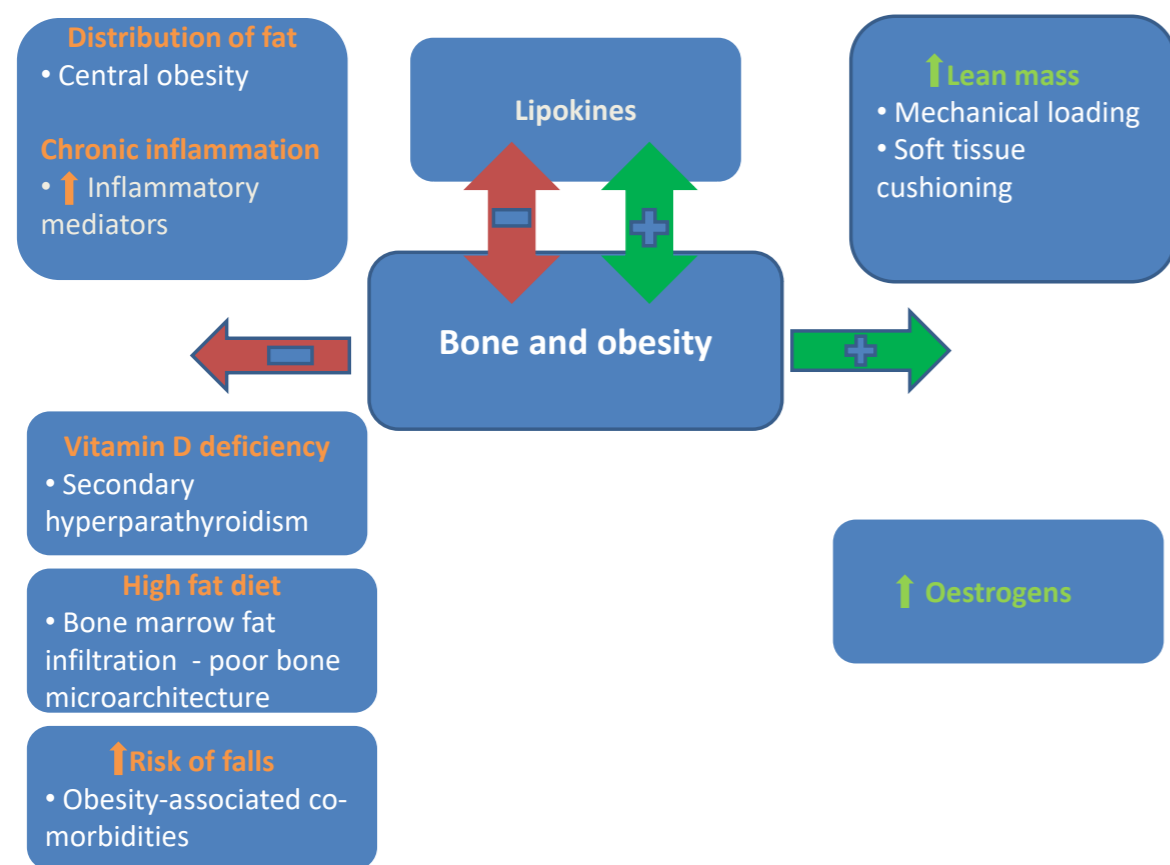 Distribution of fat
• Central obesity
Chronic inflammation
• ⬆ Inflammatory
mediators
Lipokines
⬆Lean mass
• Mechanical loading
• Soft tissue
cushioning
Bone and obesity
Vitamin D deficiency
• Secondary
hyperparathyroidism
High fat diet
• Bone marrow fat
infiltration - poor bone
microarchitecture
⬆Risk of falls
• Obesity-associated co-
morbidities
⬆ Oestrogens